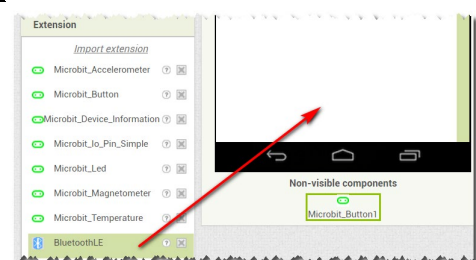 Extension
Import extension
Microbit_Accelerometer
Microbit_Button
Microbit_Device_Information
Microbit_Io_Pin_Simple
Microbit_Led
Microbit_Magnetometer
Microbit_Temperature
BluetoothLE
Non-visible components
Microbit_Button1